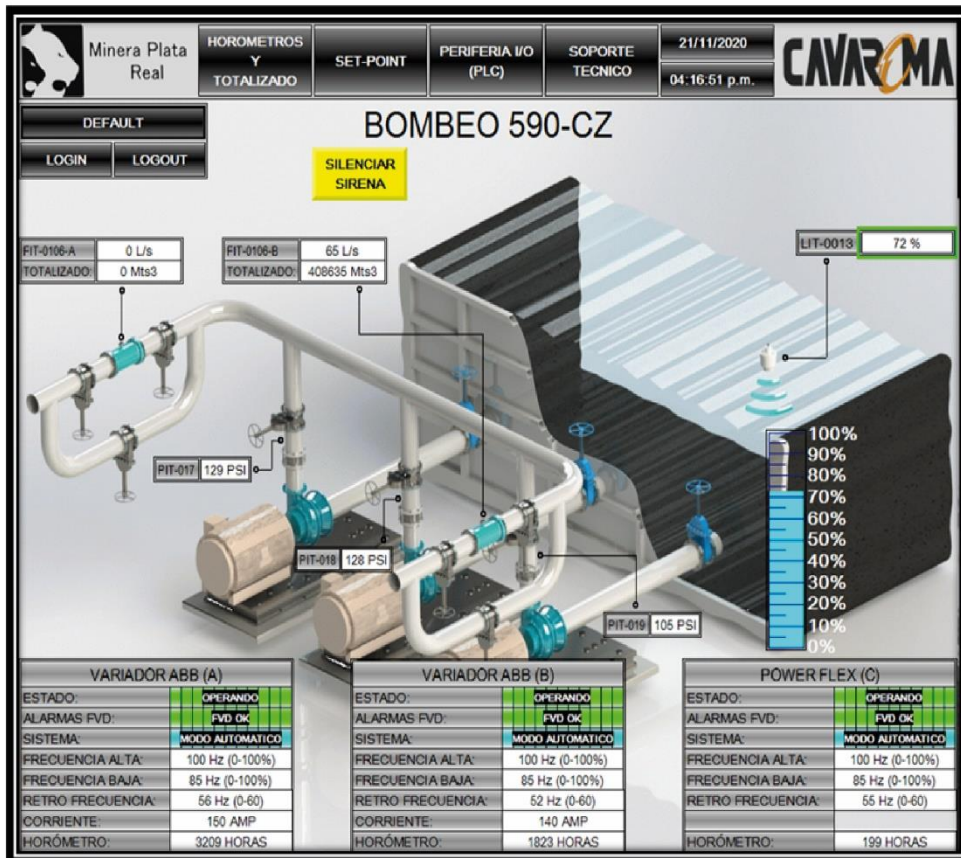 Minera Plata
Real
HOROMETROS
Y
TOTALIZADO
SET-POINT
PERIFERIA I/O
(PLC)
SOPORTE
TECNICO
21/11/2020
04:16:51 p.m.
CAVAROMA
DEFAULT
LOGIN LOGOUT
BOMBEO 590-CZ
SILENCIAR
SIRENA
FIT-0106-A 0 L/s
TOTALIZADO: 0 Mts3
FIT-0106-B 65 L/s
TOTALIZADO: 408635 Mts3
LIT-0013 72 %
PIT-017 129 PSI
PIT-018 128 PSI
PIT-019 105 PSI
100%
90%
80%
70%
60%
50%
40%
30%
20%
10%
0%
VARIADOR ABB (A)
ESTADO: OPERANDO
ALARMAS FVD: FVD OK
SISTEMA: MODO AUTOMATICO
FRECUENCIA ALTA: 100 Hz (0-100%)
FRECUENCIA BAJA: 85 Hz (0-100%)
RETRO FRECUENCIA: 56 Hz (0-60)
CORRIENTE: 150 AMP
HORÓMETRO: 3209 HORAS
VARIADOR ABB (B)
ESTADO: OPERANDO
ALARMAS FVD: FVD OK
SISTEMA: MODO AUTOMATICO
FRECUENCIA ALTA: 100 Hz (0-100%)
FRECUENCIA BAJA: 85 Hz (0-100%)
RETRO FRECUENCIA: 52 Hz (0-60)
CORRIENTE: 140 AMP
HORÓMETRO: 1823 HORAS
POWER FLEX (C)
ESTADO: OPERANDO
ALARMAS FVD: FVD OK
SISTEMA: MODO AUTOMATICO
FRECUENCIA ALTA: 100 Hz (0-100%)
FRECUENCIA BAJA: 85 Hz (0-100%)
RETRO FRECUENCIA: 55 Hz (0-60)
HORÓMETRO: 199 HORAS